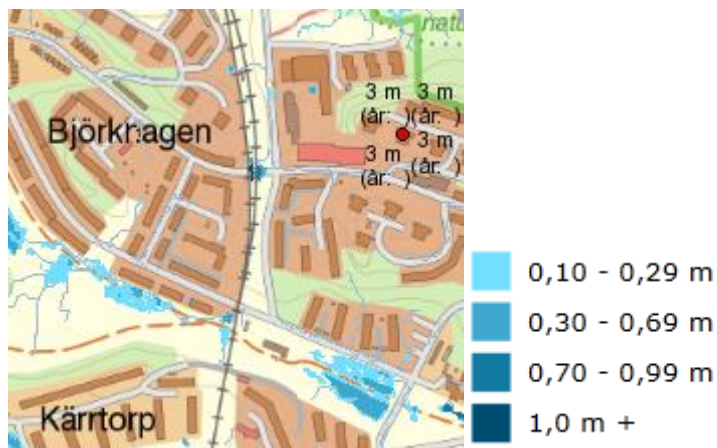 natu
3 m 3 m
(år: )(år: )
3 m
3 m (år: )
(år: )
Björkhagen
Kärrtorp
0,10 - 0,29 m
0,30 - 0,69 m
0,70 - 0,99 m
1,0 m +